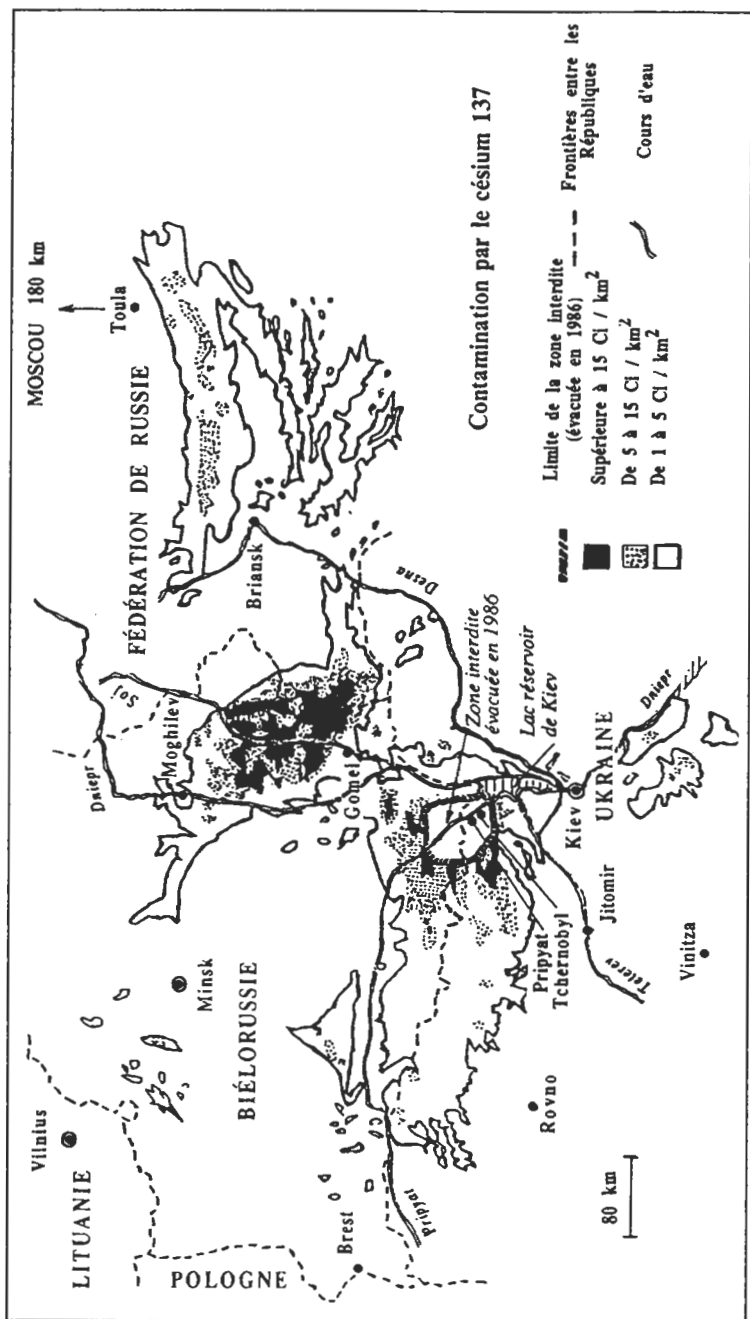 MOSCOU 180 km
Toula
FÉDÉRATION DE RUSSIE
Briansk
Desna
Soj
Dniepr
Moghilev
Gomel
Zone interdite
évacuée en 1986
Lac réservoir
de Kiev
Dniepr
Kiev
UKRAINE
Jitomir
Teterev
Vinitza
Pripyat
Tchernobyl
Rovno
Minsk
BIÉLORUSSIE
Vilnius
LITUANIE
POLOGNE
Brest
Pripyat
80 km
Contamination par le césium 137
Limite de la zone interdite
(évacuée en 1986)
Supérieure à 15 Ci / km²
De 5 à 15 Ci / km²
De 1 à 5 Ci / km²
Frontières entre les
Républiques
Cours d'eau